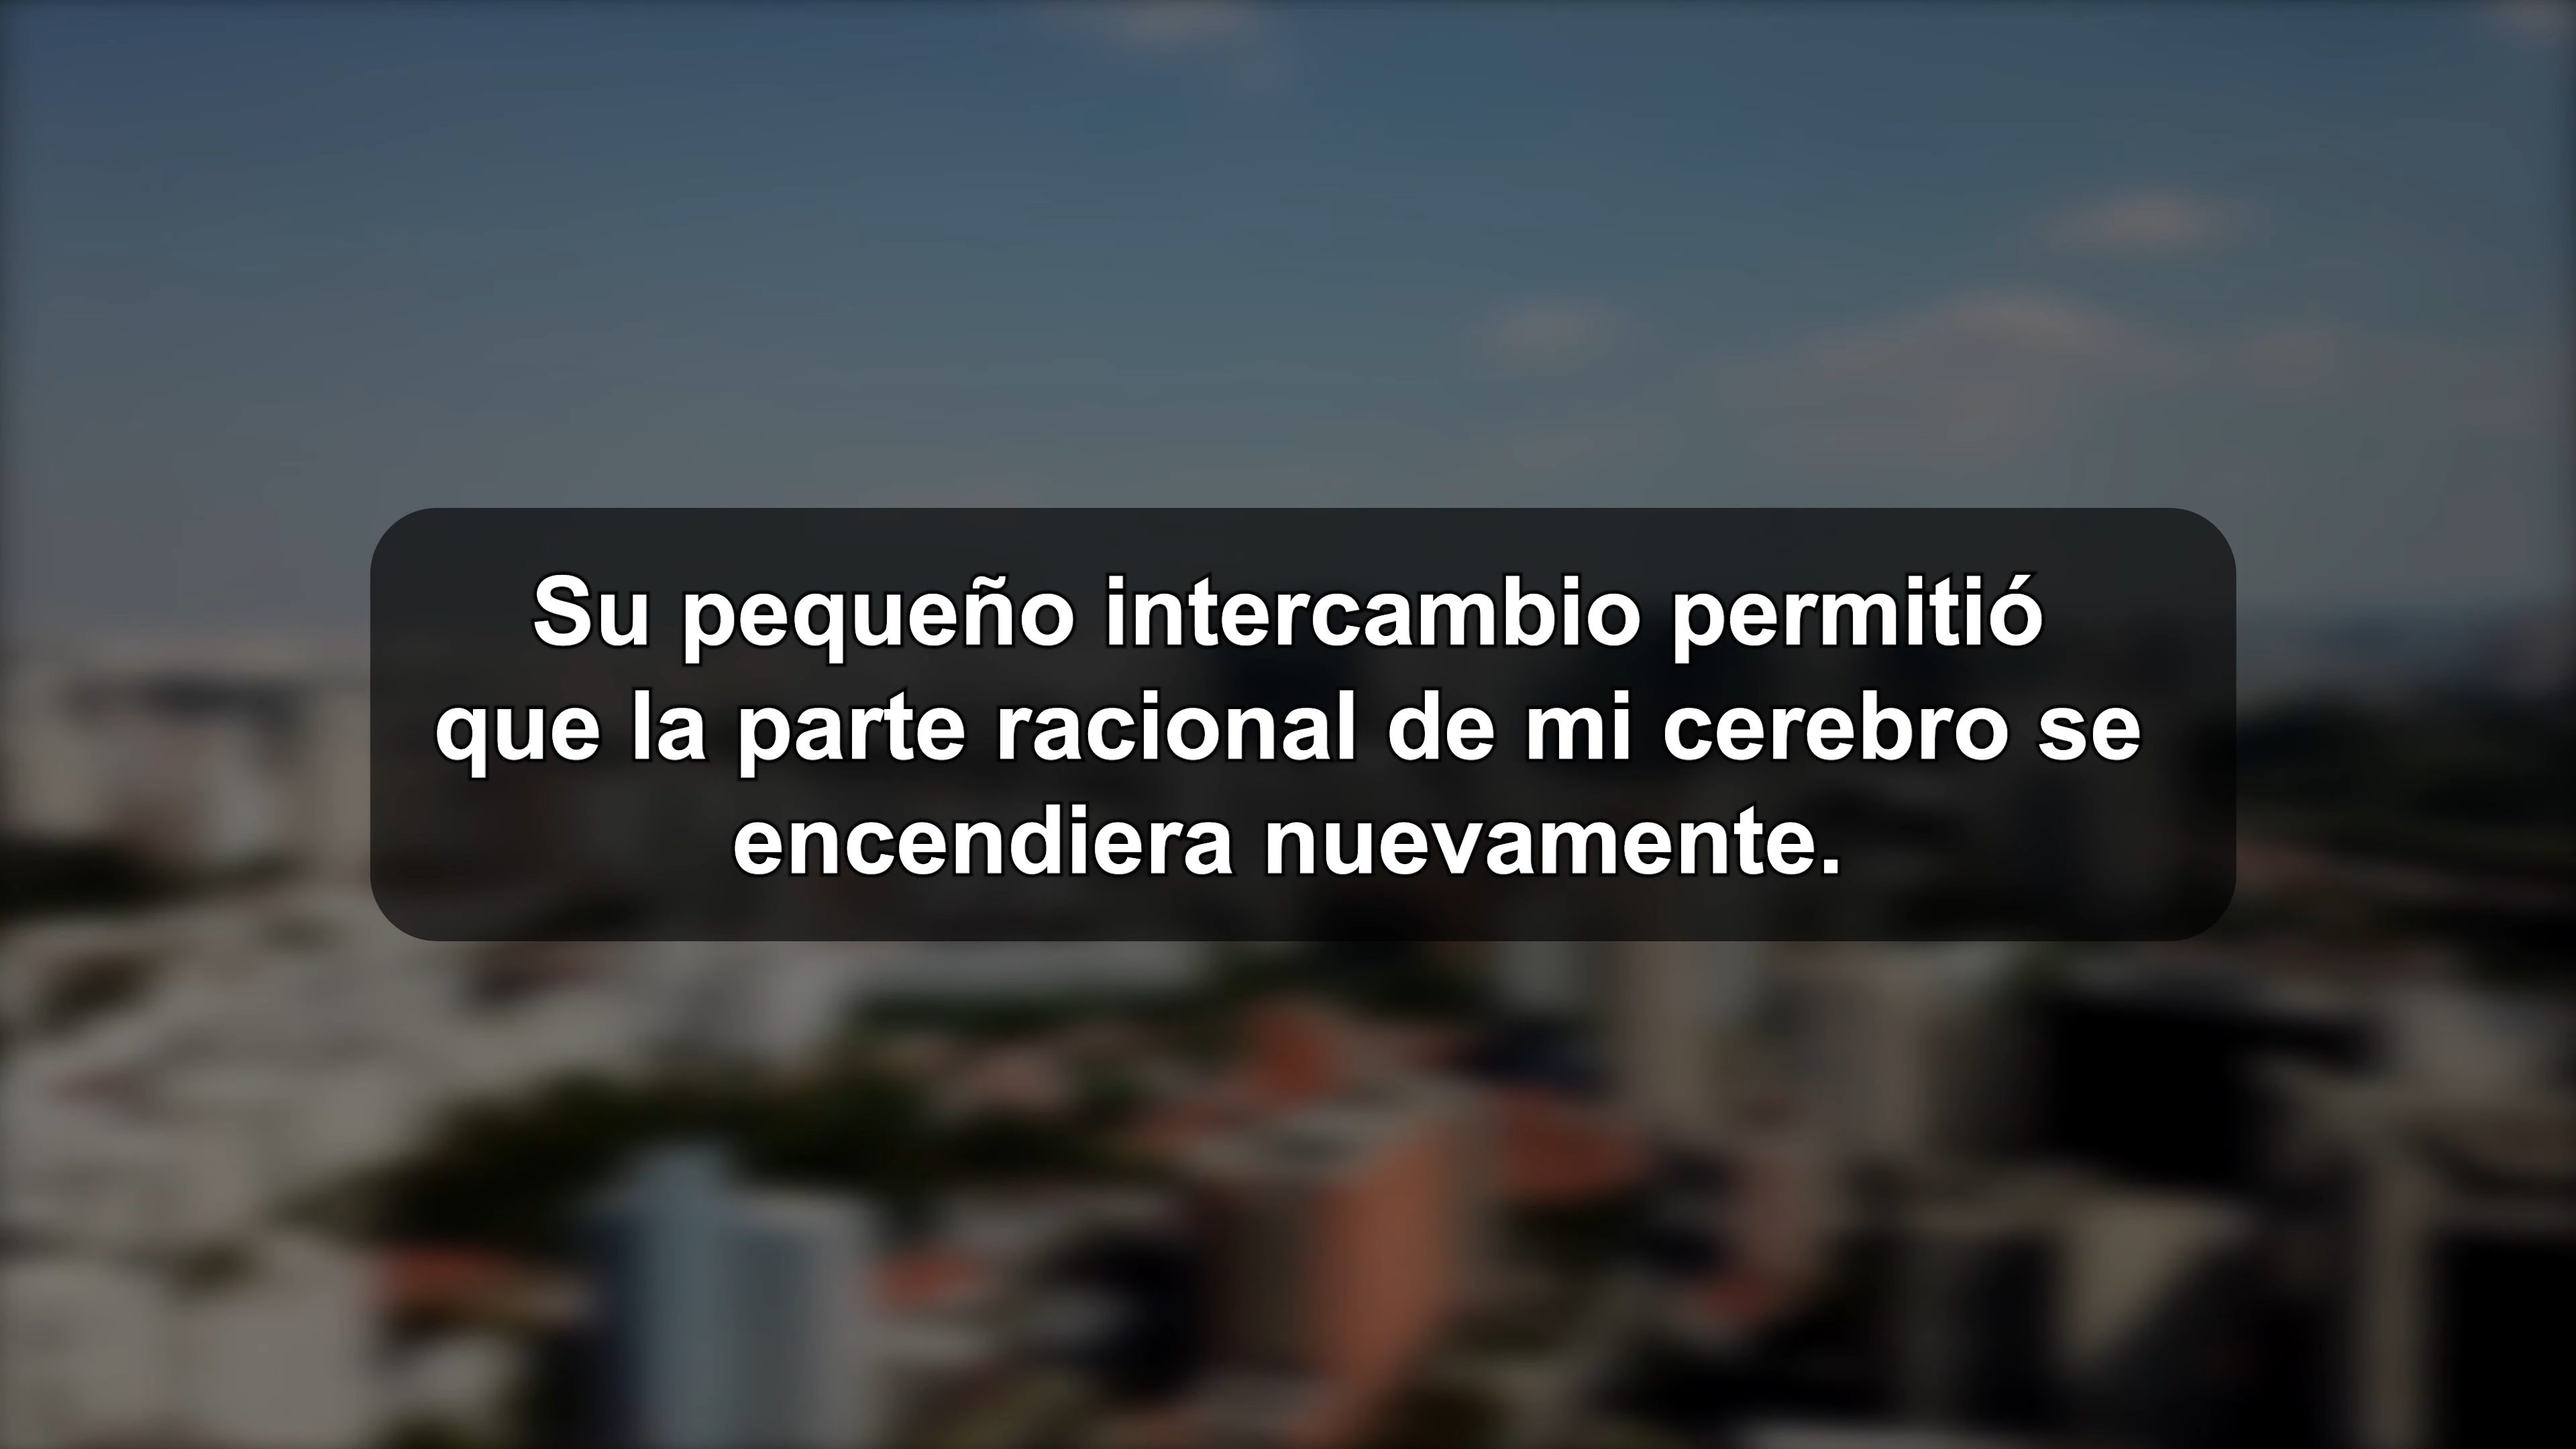 Su pequeño intercambio permitió
que la parte racional de mi cerebro se
encendiera nuevamente.